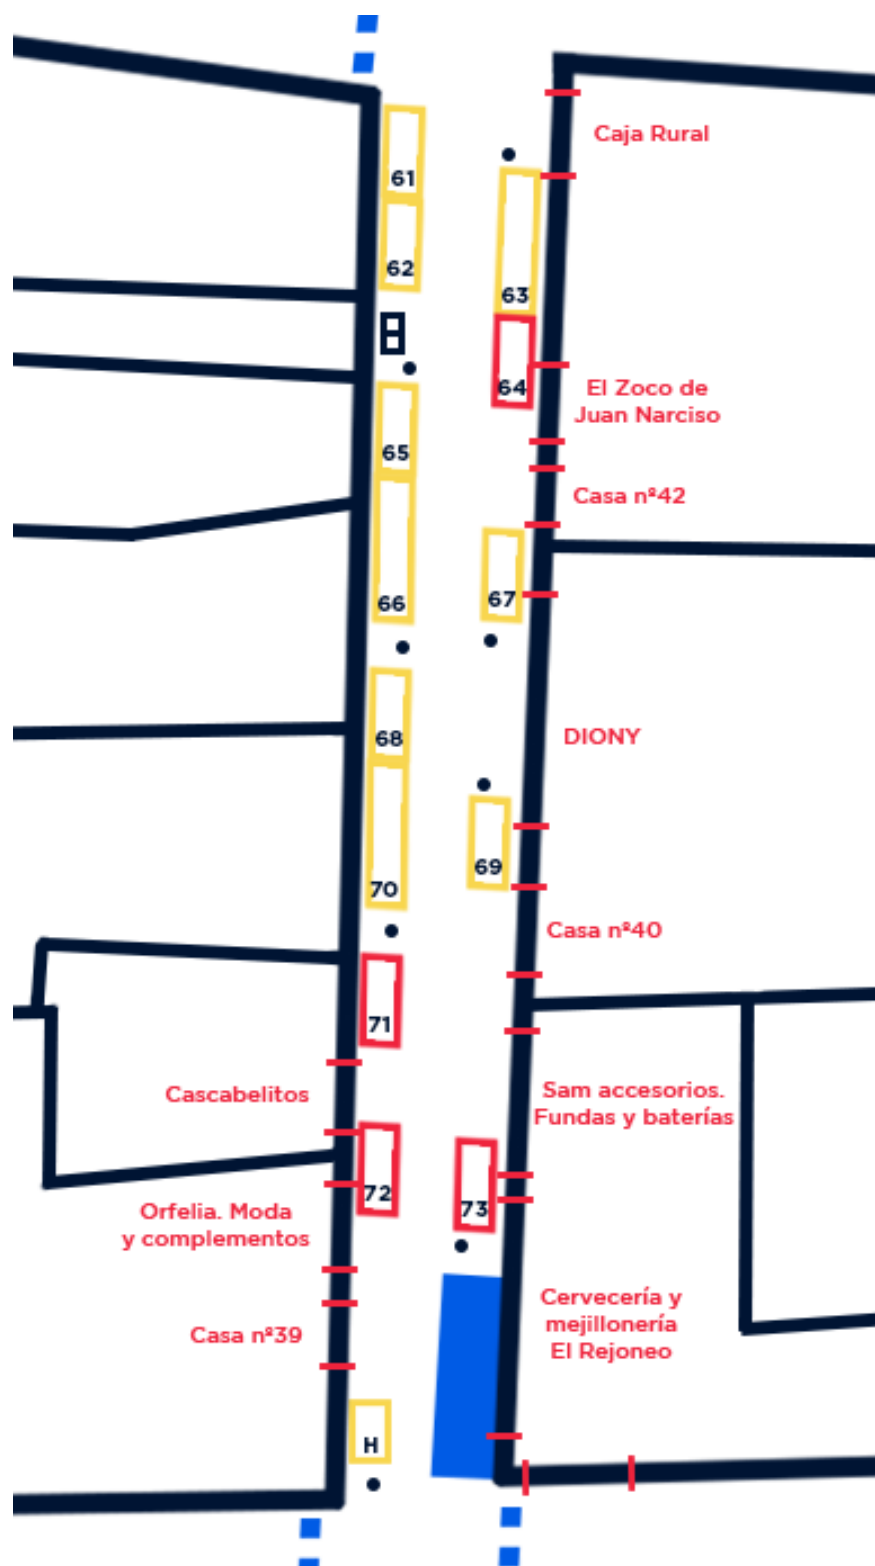 Caja Rural
61
62
63
64
El Zoco de
Juan Narciso
65
Casa nº42
66
67
68
DIONY
69
70
Casa nº40
71
Cascabelitos
Sam accesorios.
Fundas y baterías
72
73
Orfelia. Moda
y complementos
Casa nº39
Cervecería y
mejillonería
El Rejoneo
H